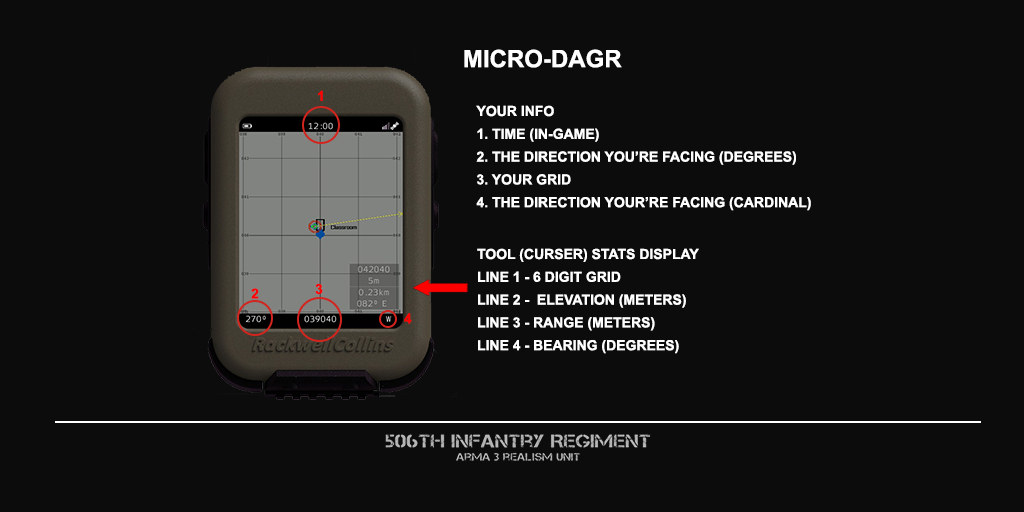 MICRO-DAGR
YOUR INFO
1. TIME (IN-GAME)
2. THE DIRECTION YOU'RE FACING (DEGREES)
3. YOUR GRID
4. THE DIRECTION YOUR'RE FACING (CARDINAL)
TOOL (CURSER) STATS DISPLAY
LINE 1 - 6 DIGIT GRID
LINE 2 - ELEVATION (METERS)
LINE 3 - RANGE (METERS)
LINE 4 - BEARING (DEGREES)
1
12:00
Classroom
042040
5m
0.23km
082° E
2
3
270°
039040
W
4
RockwellCollins
506TH INFANTRY REGIMENT
ARMA 3 REALISM UNIT